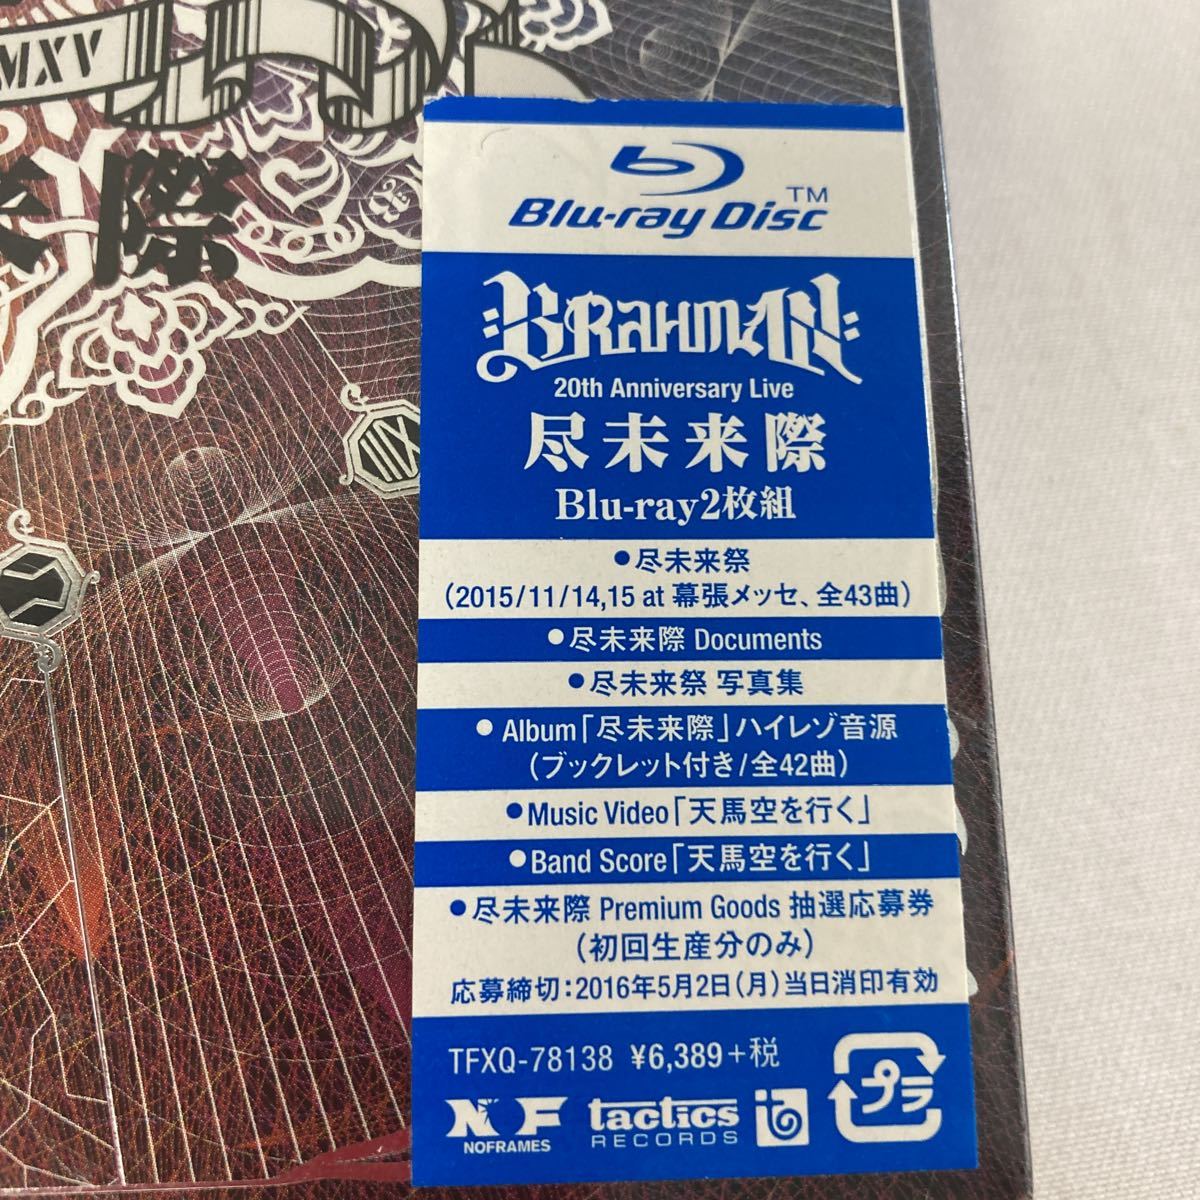 MXV
来際
Blu-ray Disc™
BRAHMAN
20th Anniversary Live
尽未来際
Blu-ray2枚組
●尽未来祭
(2015/11/14,15 at 幕張メッセ、全43曲)
●尽未来際 Documents
●尽未来祭 写真集
●Album「尽未来際」ハイレゾ音源
(ブックレット付き/全42曲)
●Music Video「天馬空を行く」
●Band Score「天馬空を行く」
●尽未来際 Premium Goods 抽選応募券
(初回生産分のみ)
応募締切：2016年5月2日(月)当日消印有効
TFXQ-78138 ¥6,389+税
プラ
NF
NOFRAMES
tactics
RECORDS